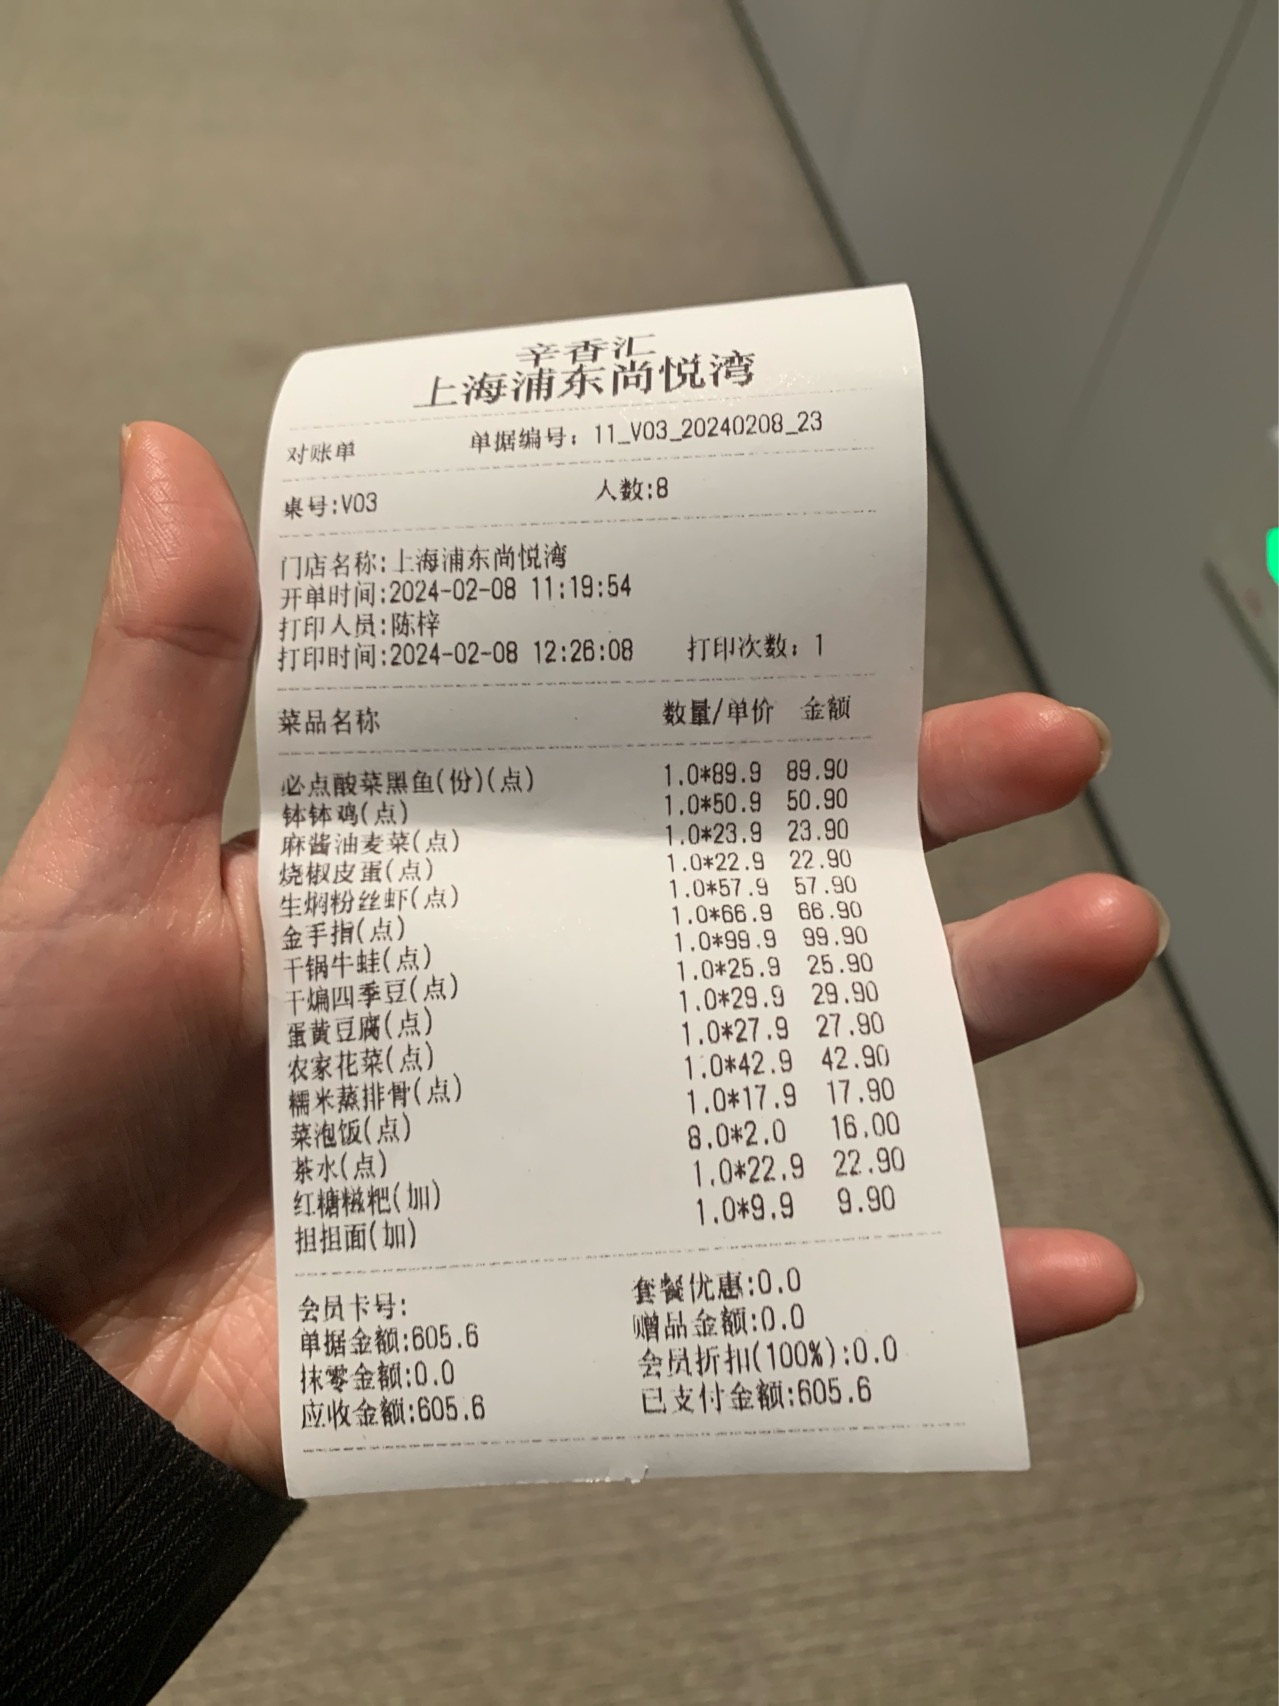 辛香汇
上海浦东尚悦湾
对账单 单据编号：11_V03_20240208_23
桌号:V03 人数:8
门店名称:上海浦东尚悦湾
开单时间:2024-02-08 11:19:54
打印人员:陈梓
打印时间:2024-02-08 12:26:08 打印次数：1
菜品名称 数量/单价 金额
必点酸菜黑鱼(份)(点) 1.0*89.9 89.90
钵钵鸡(点) 1.0*50.9 50.90
麻酱油麦菜(点) 1.0*23.9 23.90
烧椒皮蛋(点) 1.0*22.9 22.90
生焖粉丝虾(点) 1.0*57.9 57.90
金手指(点) 1.0*66.9 66.90
干锅牛蛙(点) 1.0*99.9 99.90
干煸四季豆(点) 1.0*25.9 25.90
蛋黄豆腐(点) 1.0*29.9 29.90
农家花菜(点) 1.0*27.9 27.90
糯米蒸排骨(点) 1.0*42.9 42.90
菜泡饭(点) 1.0*17.9 17.90
茶水(点) 8.0*2.0 16.00
红糖糍粑(加) 1.0*22.9 22.90
担担面(加) 1.0*9.9 9.90
会员卡号: 套餐优惠:0.0
单据金额:605.6 赠品金额:0.0
抹零金额:0.0 会员折扣(100%):0.0
应收金额:605.6 已支付金额:605.6